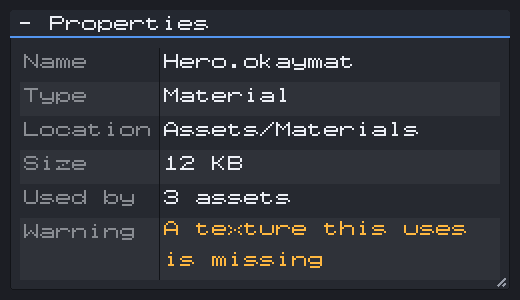 − Properties
Name Hero.okaymat
Type Material
Location Assets/Materials
Size 12 KB
Used by 3 assets
Warning A texture this uses
is missing